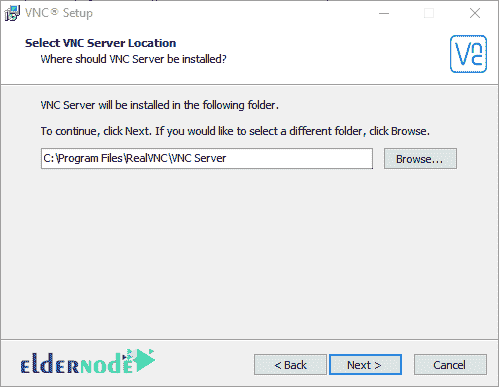 VNC® Setup
Select VNC Server Location
Where should VNC Server be installed?
VNC Server will be installed in the following folder.
To continue, click Next. If you would like to select a different folder, click Browse.
C:\Program Files\RealVNC\VNC Server
Browse...
elderNode
< Back
Next >
Cancel